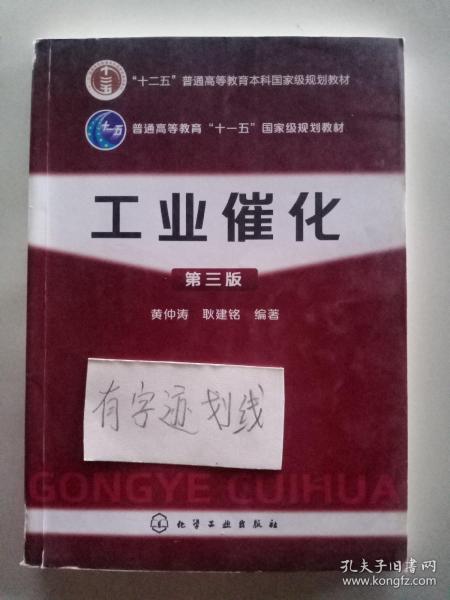 “十二五”普通高等教育本科国家级规划教材
普通高等教育“十一五”国家级规划教材
工业催化
第三版
黄仲涛 耿建铭 编著
有字迹划线
GONGYE CUIHUA
化学工业出版社
孔夫子旧书网
www.kongfz.com